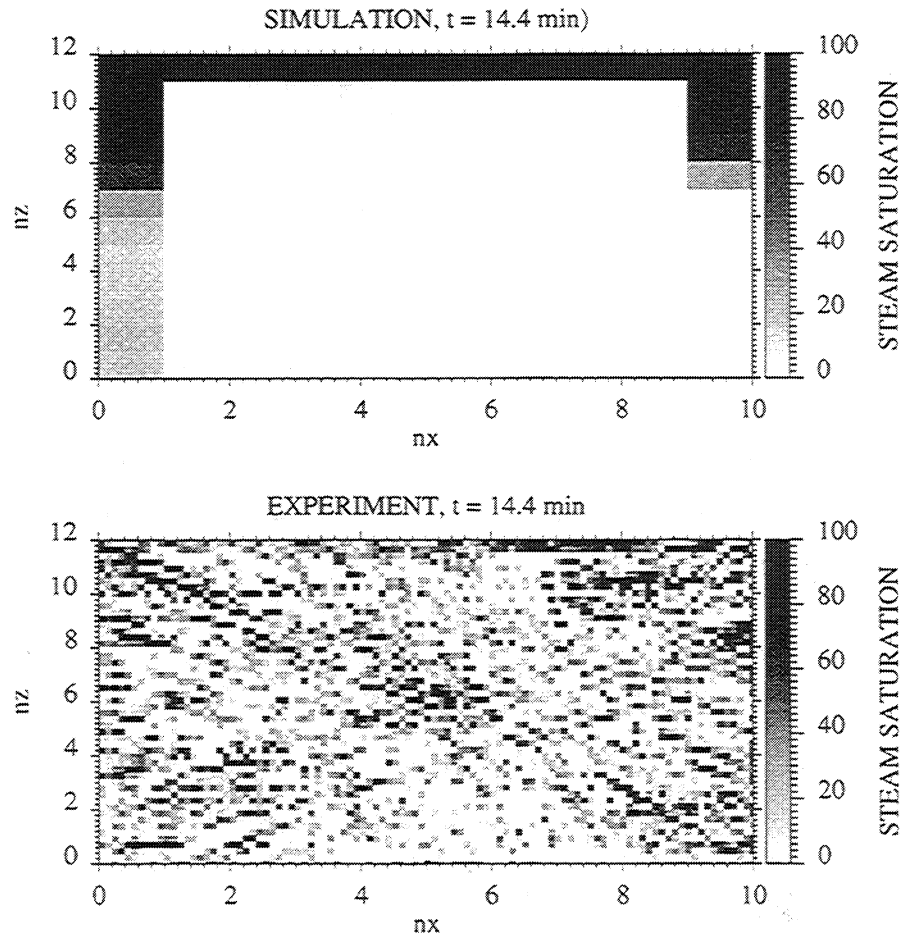 SIMULATION, t = 14.4 min)
12
10
8
6
4
2
0
nz
0 2 4 6 8 10
nx
100
80
60
40
20
0
STEAM SATURATION
EXPERIMENT, t = 14.4 min
12
10
8
6
4
2
0
nz
0 2 4 6 8 10
nx
100
80
60
40
20
0
STEAM SATURATION